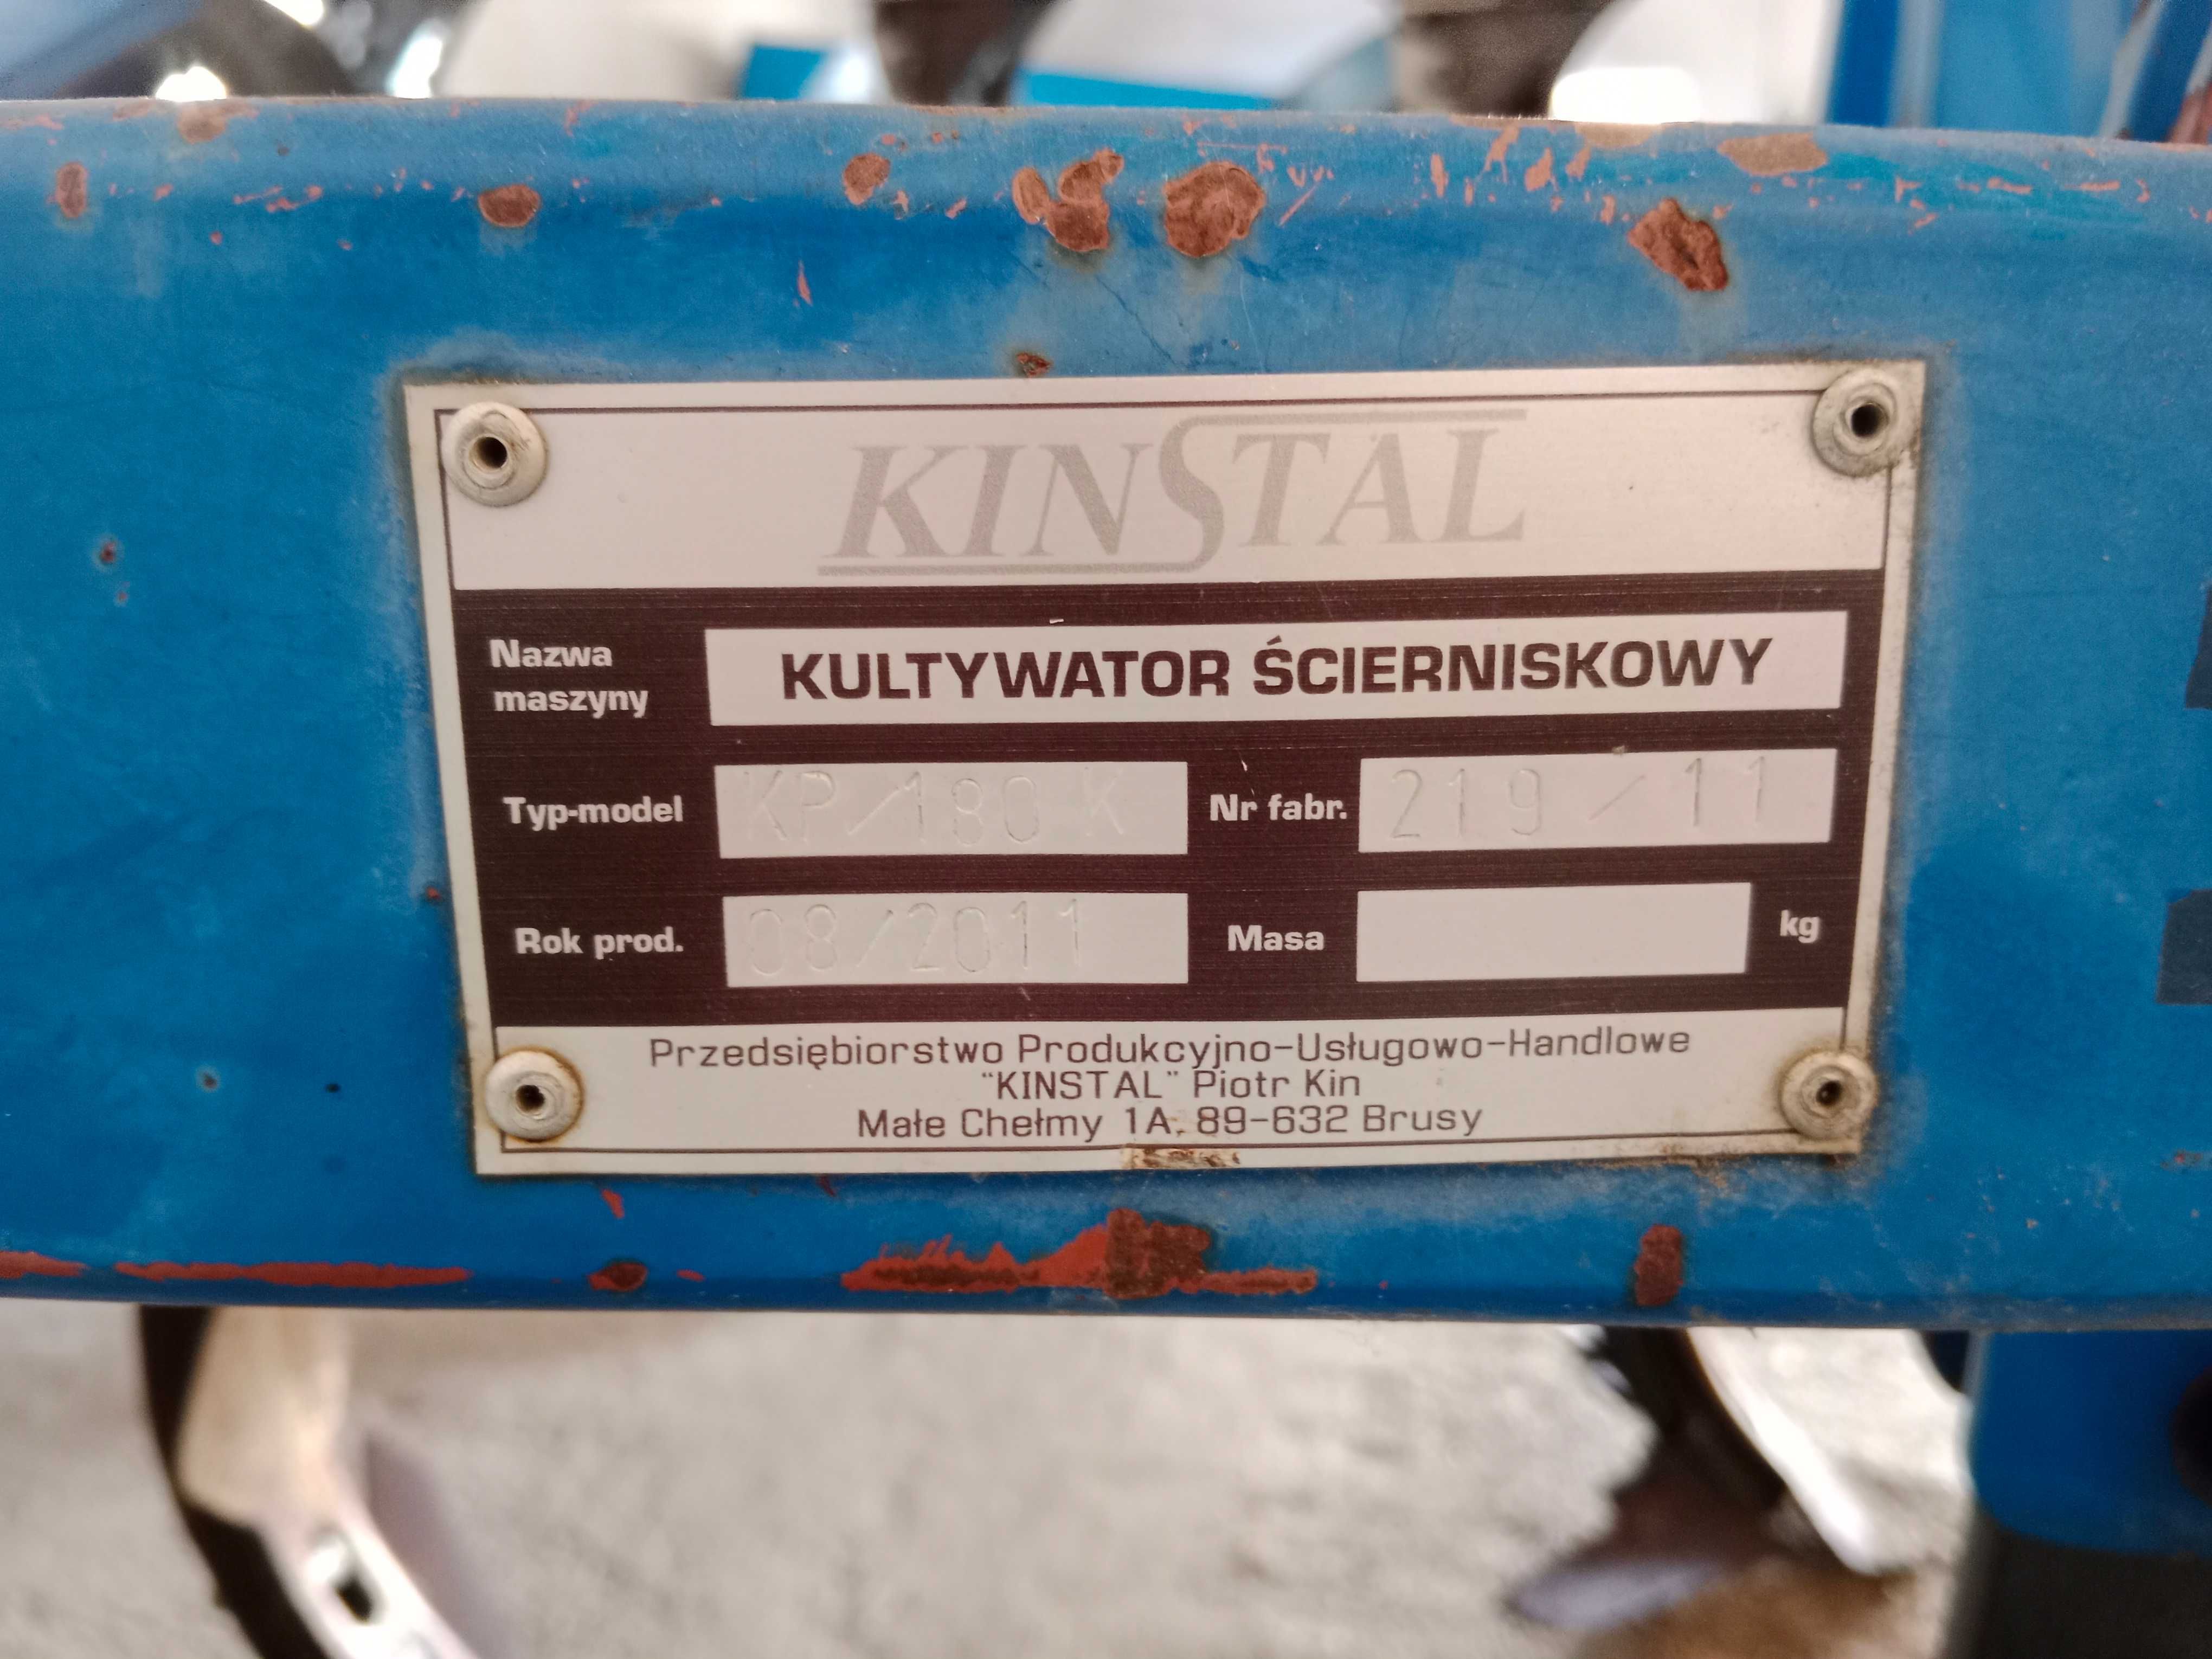 KINSTAL
Nazwa maszyny KULTYWATOR ŚCIERNISKOWY
Typ-model KP/180 K Nr fabr. 219/11
Rok prod. 08/2011 Masa kg
Przedsiębiorstwo Produkcyjno-Usługowo-Handlowe
"KINSTAL" Piotr Kin
Małe Chełmy 1A, 89-632 Brusy